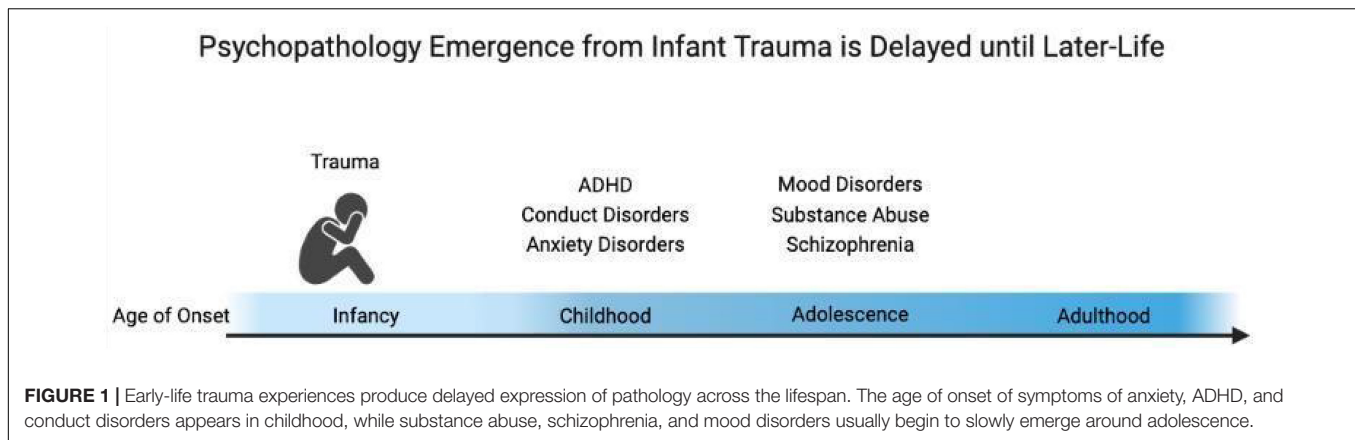 Psychopathology Emergence from Infant Trauma is Delayed until Later-Life
Trauma
ADHD
Conduct Disorders
Anxiety Disorders
Mood Disorders
Substance Abuse
Schizophrenia
Age of Onset Infancy Childhood Adolescence Adulthood
FIGURE 1 | Early-life trauma experiences produce delayed expression of pathology across the lifespan. The age of onset of symptoms of anxiety, ADHD, and
conduct disorders appears in childhood, while substance abuse, schizophrenia, and mood disorders usually begin to slowly emerge around adolescence.